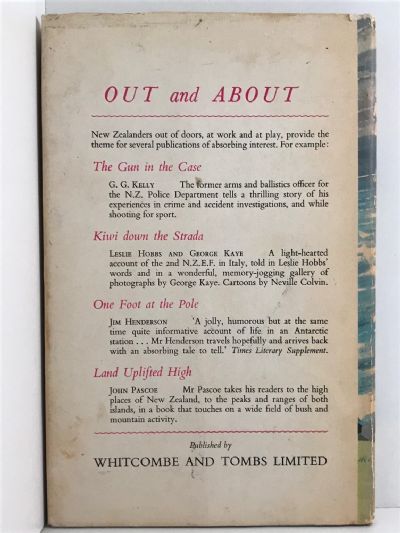 OUT and ABOUT
New Zealanders out of doors, at work and at play, provide the
theme for several publications of absorbing interest. For example:
The Gun in the Case
G. G. KELLY The former arms and ballistics officer for
the N.Z. Police Department tells a thrilling story of his
experiences in crime and accident investigations, and while
shooting for sport.
Kiwi down the Strada
LESLIE HOBBS AND GEORGE KAYE A light-hearted
account of the 2nd N.Z.E.F. in Italy, told in Leslie Hobbs'
words and in a wonderful, memory-jogging gallery of
photographs by George Kaye. Cartoons by Neville Colvin.
One Foot at the Pole
JIM HENDERSON 'A jolly, humorous but at the same
time quite informative account of life in an Antarctic
station . . . Mr Henderson travels hopefully and arrives back
with an absorbing tale to tell.' Times Literary Supplement.
Land Uplifted High
JOHN PASCOE Mr Pascoe takes his readers to the high
places of New Zealand, to the peaks and ranges of both
islands, in a book that touches on a wide field of bush and
mountain activity.
Published by
WHITCOMBE AND TOMBS LIMITED